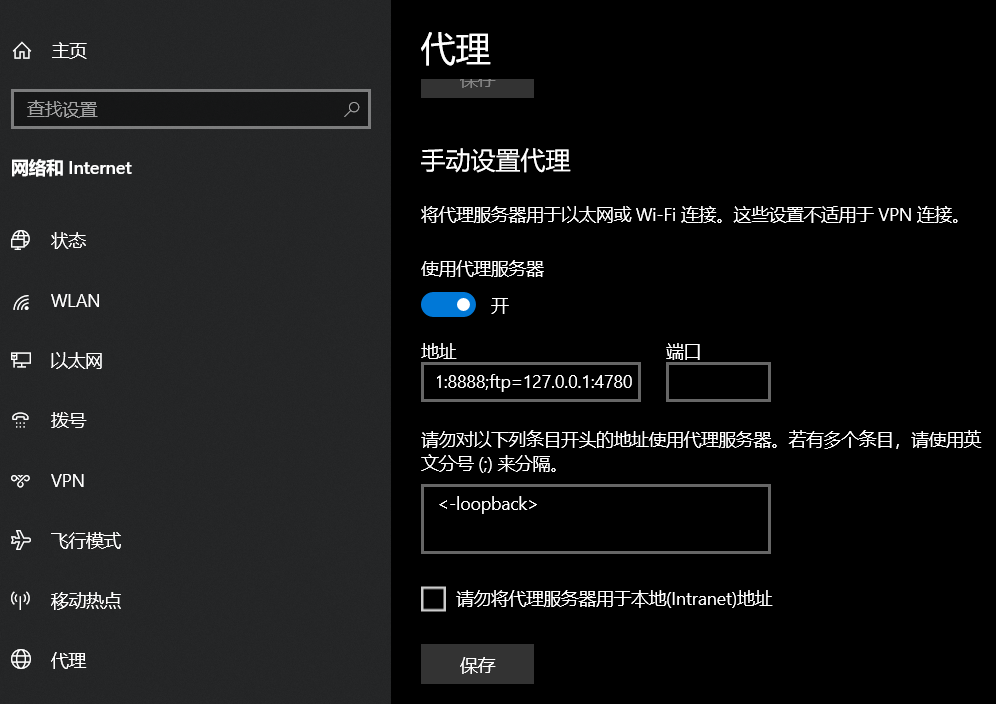 主页
查找设置
网络和 Internet
状态
WLAN
以太网
拨号
VPN
飞行模式
移动热点
代理
代理
保存
手动设置代理
将代理服务器用于以太网或 Wi-Fi 连接。这些设置不适用于 VPN 连接。
使用代理服务器
开
地址 端口
1:8888;ftp=127.0.0.1:4780
请勿对以下列条目开头的地址使用代理服务器。若有多个条目，请使用英
文分号 (;) 来分隔。
<-loopback>
请勿将代理服务器用于本地(Intranet)地址
保存